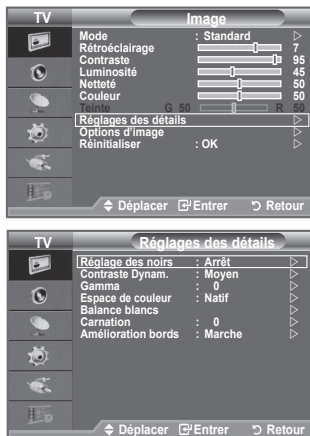 TV Image
Mode : Standard
Rétroéclairage 7
Contraste 95
Luminosité 45
Netteté 50
Couleur 50
Teinte G 50 R 50
Réglages des détails
Options d'image
Réinitialiser : OK
Déplacer Entrer Retour
TV Réglages des détails
Réglage des noirs : Arrêt
Contraste Dynam. : Moyen
Gamma : 0
Espace de couleur : Natif
Balance blancs
Carnation : 0
Amélioration bords : Marche
Déplacer Entrer Retour